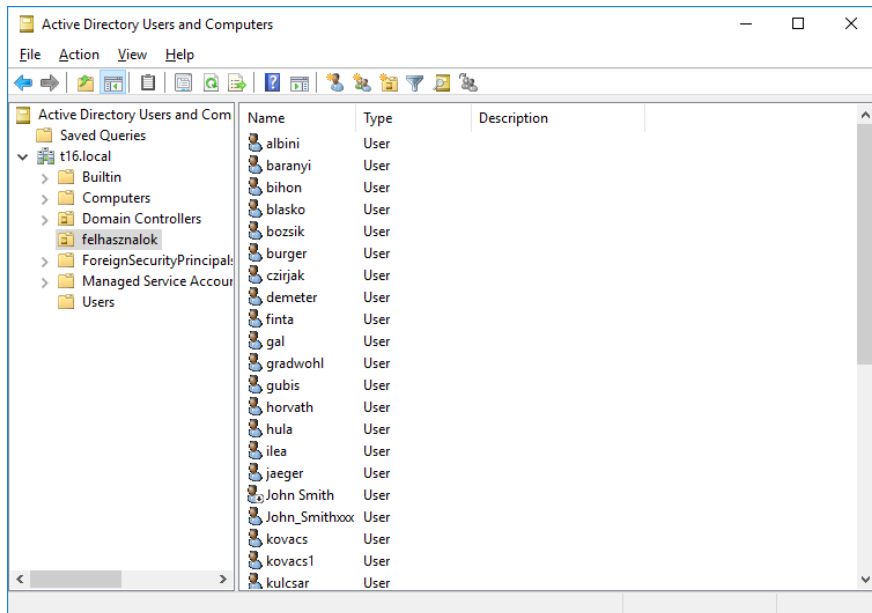 Active Directory Users and Computers
File Action View Help
Active Directory Users and Com
Saved Queries
t16.local
Builtin
Computers
Domain Controllers
felhasznalok
ForeignSecurityPrincipals
Managed Service Accour
Users
Name Type Description
albini User
baranyi User
bihon User
blasko User
bozsik User
burger User
czirjak User
demeter User
finta User
gal User
gradwohl User
gubis User
horvath User
hula User
ilea User
jaeger User
John Smith User
John_Smithxxx User
kovacs User
kovacs1 User
kulcsar User